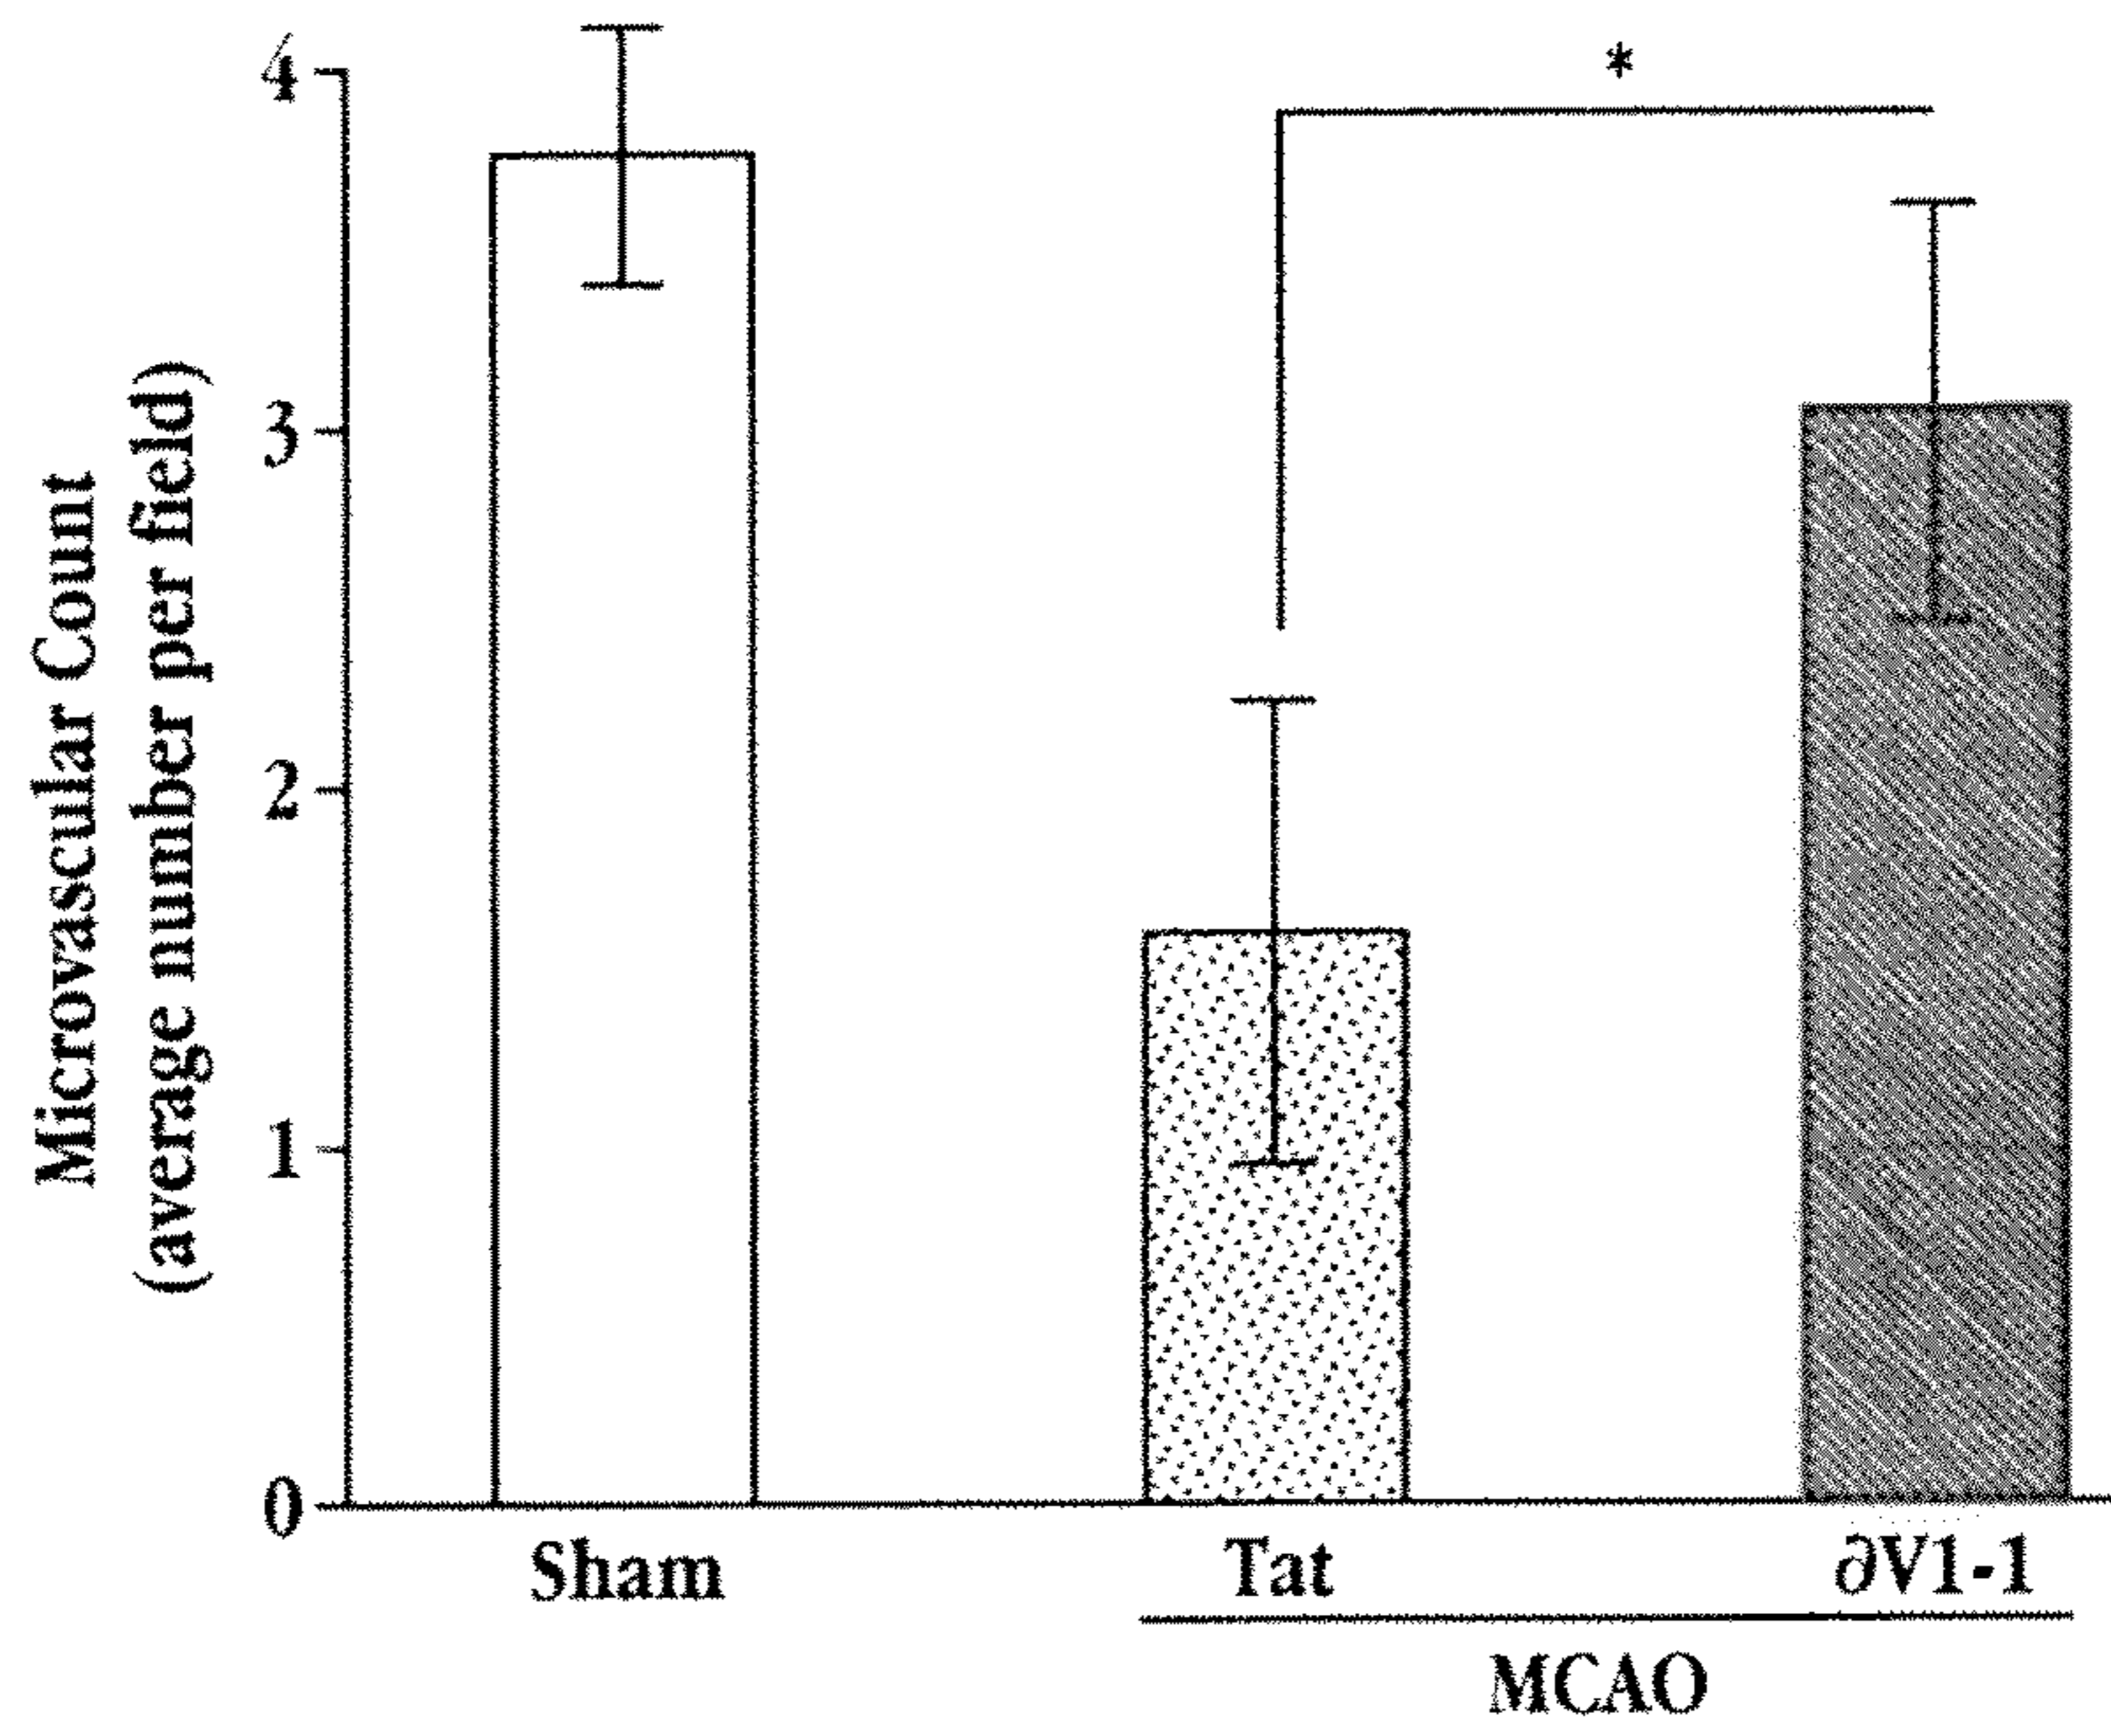 Microvascular Count
(average number per field)
4
3
2
1
0
*
Sham
Tat
∂V1-1
MCAO